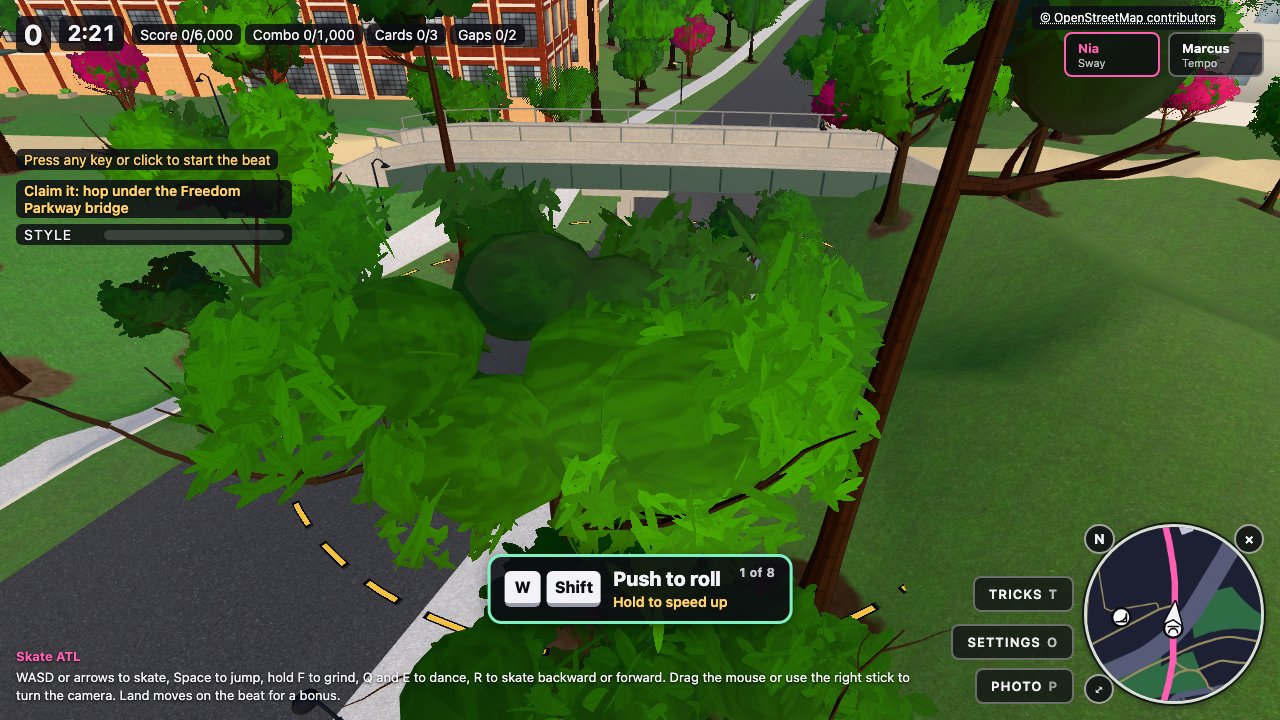 0
2:21
Score 0/6,000
Combo 0/1,000
Cards 0/3
Gaps 0/2
© OpenStreetMap contributors
Nia
Sway
Marcus
Tempo
Press any key or click to start the beat
Claim it: hop under the Freedom
Parkway bridge
STYLE
W
Shift
Push to roll
1 of 8
Hold to speed up
N
×
TRICKS T
SETTINGS O
PHOTO P
Skate ATL
WASD or arrows to skate, Space to jump, hold F to grind, Q and E to dance, R to skate backward or forward. Drag the mouse or use the right stick to
turn the camera. Land moves on the beat for a bonus.